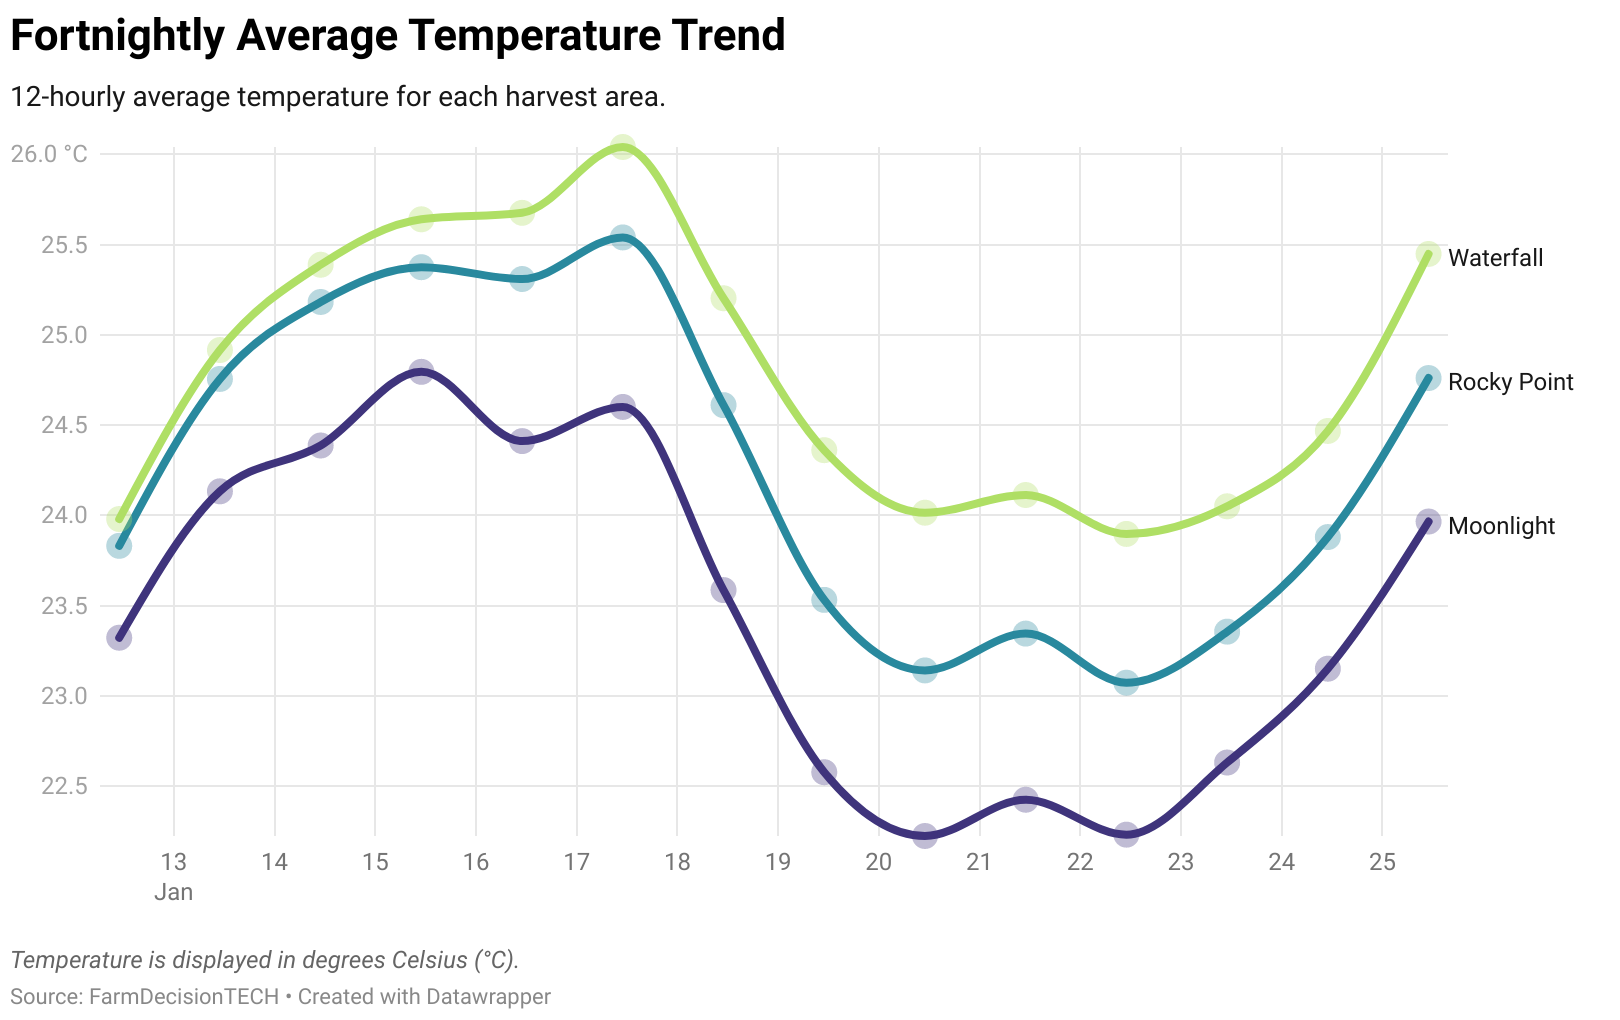 Fortnightly Average Temperature Trend
12-hourly average temperature for each harvest area.
26.0 °C
25.5
25.0
24.5
24.0
23.5
23.0
22.5
Waterfall
Rocky Point
Moonlight
13 14 15 16 17 18 19 20 21 22 23 24 25
Jan
Temperature is displayed in degrees Celsius (°C).
Source: FarmDecisionTECH • Created with Datawrapper